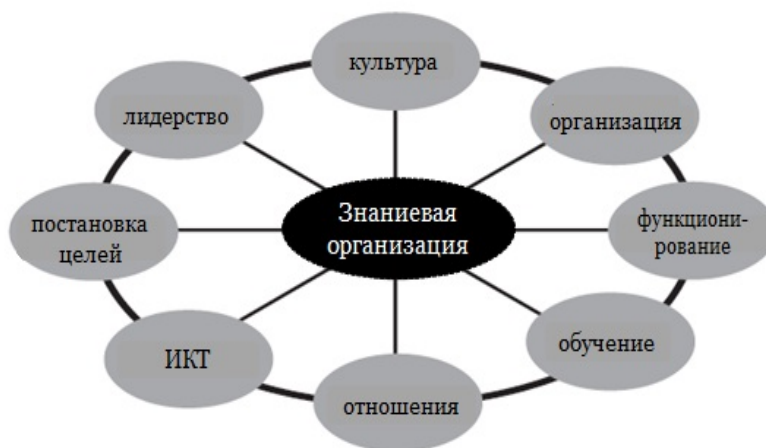 культура
лидерство
организация
Знаниевая
организация
постановка
целей
функциони-
рование
ИКТ
обучение
отношения